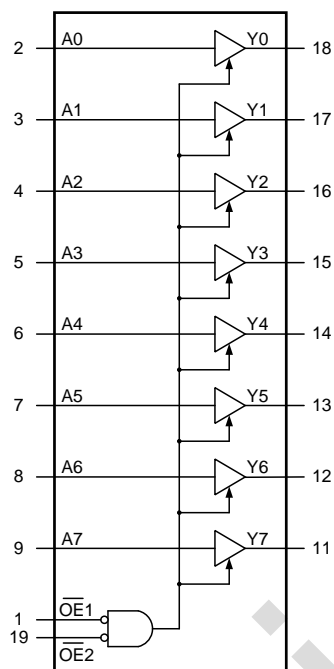 2 A0 Y0 18
3 A1 Y1 17
4 A2 Y2 16
5 A3 Y3 15
6 A4 Y4 14
7 A5 Y5 13
8 A6 Y6 12
9 A7 Y7 11
1 OE1
19 OE2